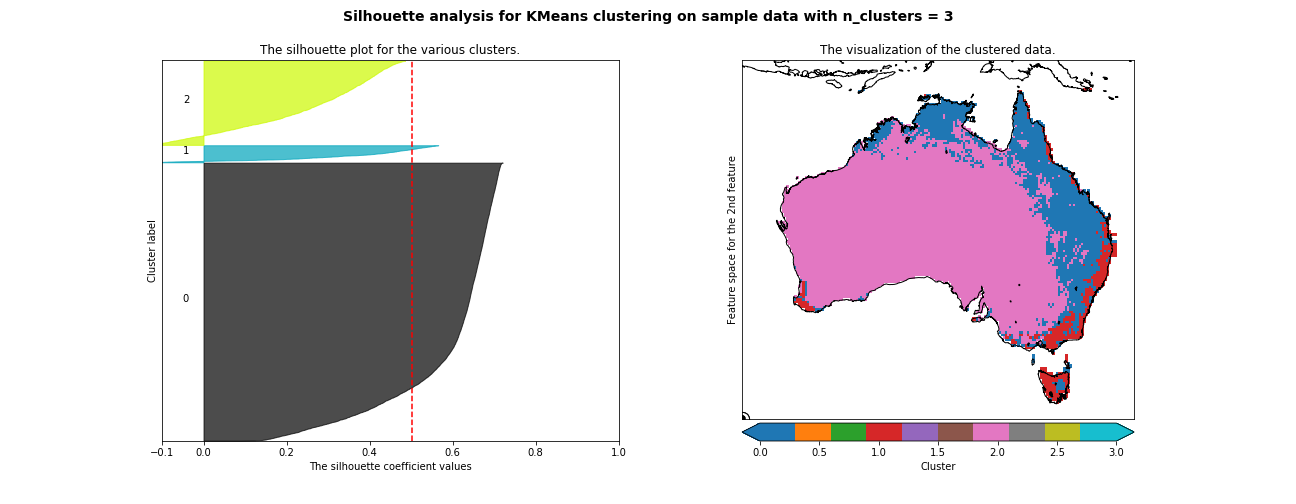 Silhouette analysis for KMeans clustering on sample data with n_clusters = 3
The silhouette plot for the various clusters.
Cluster label
2
1
0
−0.1 0.0 0.2 0.4 0.6 0.8 1.0
The silhouette coefficient values
The visualization of the clustered data.
Feature space for the 2nd feature
0.0 0.5 1.0 1.5 2.0 2.5 3.0
Cluster